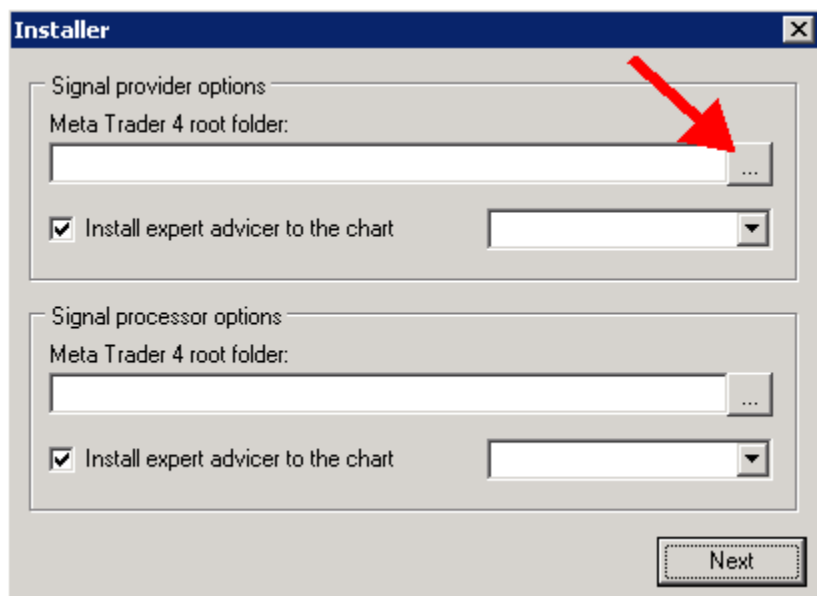 Installer
Signal provider options
Meta Trader 4 root folder:
...
Install expert advicer to the chart
Signal processor options
Meta Trader 4 root folder:
...
Install expert advicer to the chart
Next